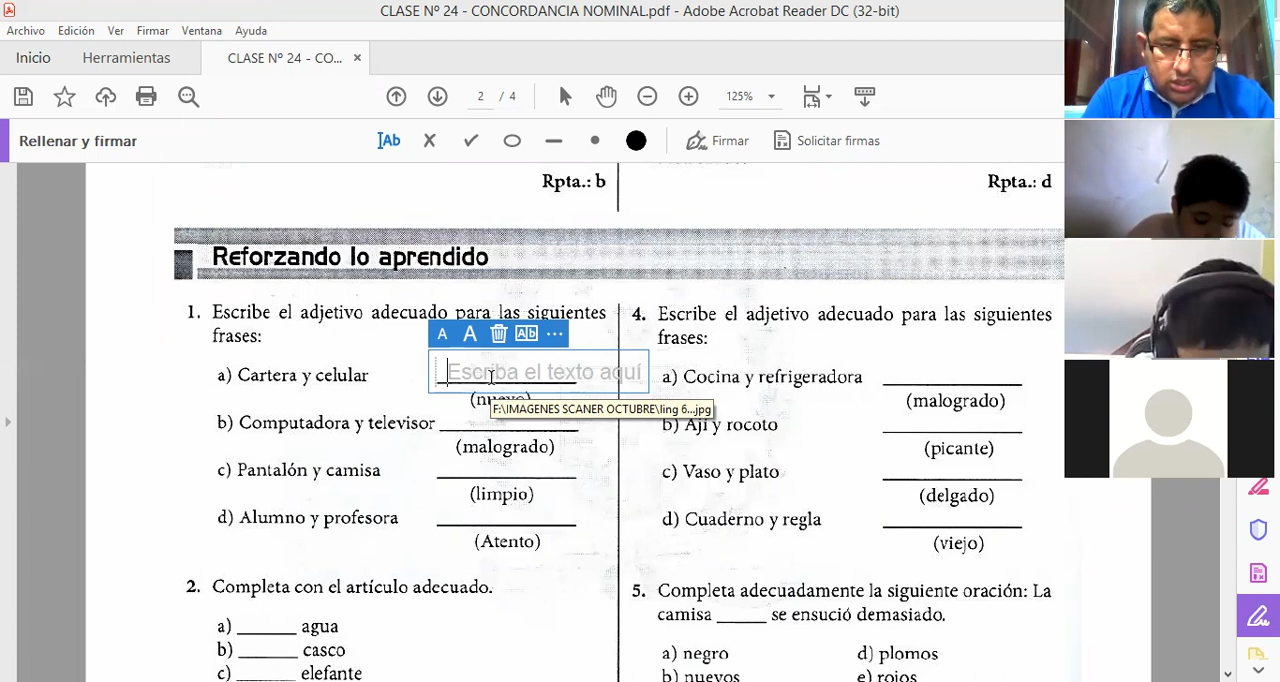 CLASE Nº 24 - CONCORDANCIA NOMINAL.pdf - Adobe Acrobat Reader DC (32-bit)
Archivo Edición Ver Firmar Ventana Ayuda
Inicio Herramientas CLASE Nº 24 - CO... ×
2 / 4 125%
Rellenar y firmar Ab Firmar Solicitar firmas
Rpta.: b
Rpta.: d
Reforzando lo aprendido
1. Escribe el adjetivo adecuado para las siguientes
frases:
A A Ab ...
a) Cartera y celular Escriba el texto aquí
F:\IMAGENES SCANER OCTUBRE\ling 6...jpg
b) Computadora y televisor
(malogrado)
c) Pantalón y camisa
(limpio)
d) Alumno y profesora
(Atento)
2. Completa con el artículo adecuado.
a) ______ agua
b) ______ casco
c) ______ elefante
4. Escribe el adjetivo adecuado para las siguientes
frases:
a) Cocina y refrigeradora
(malogrado)
b) Ají y rocoto
(picante)
c) Vaso y plato
(delgado)
d) Cuaderno y regla
(viejo)
5. Completa adecuadamente la siguiente oración: La
camisa _____ se ensució demasiado.
a) negro d) plomos
b) nuevos e) rojos